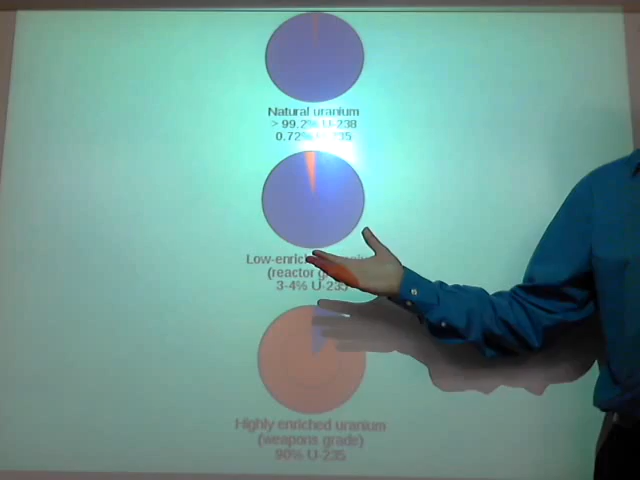 Natural uranium
> 99.2% U-238
0.72% U-235
Low-enriched
(reactor
3-4% U-235
Highly enriched uranium
(weapons grade)
90% U-235